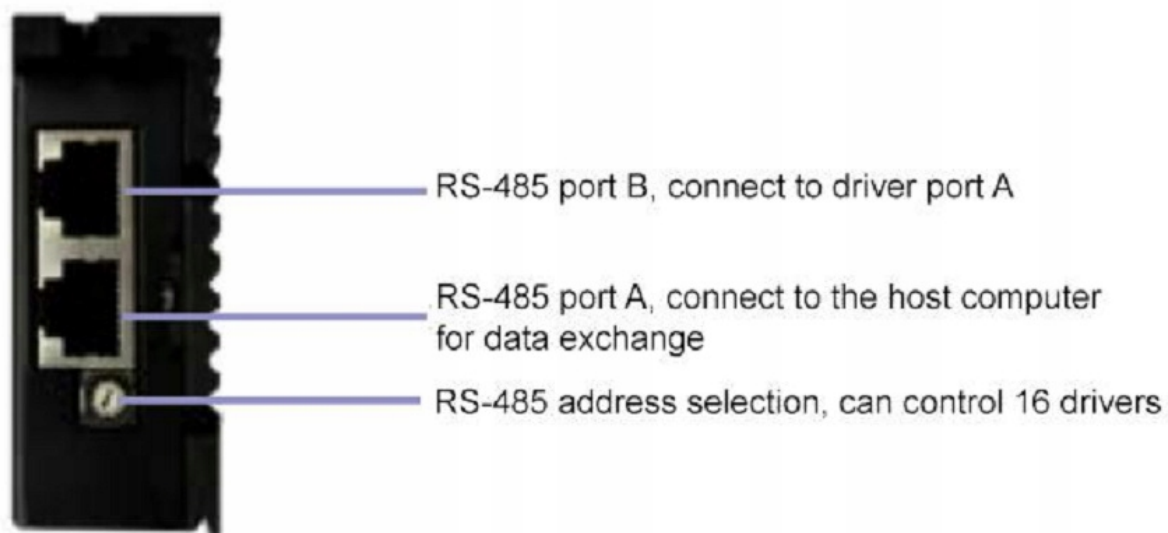 RS-485 port B, connect to driver port A
RS-485 port A, connect to the host computer
for data exchange
RS-485 address selection, can control 16 drivers